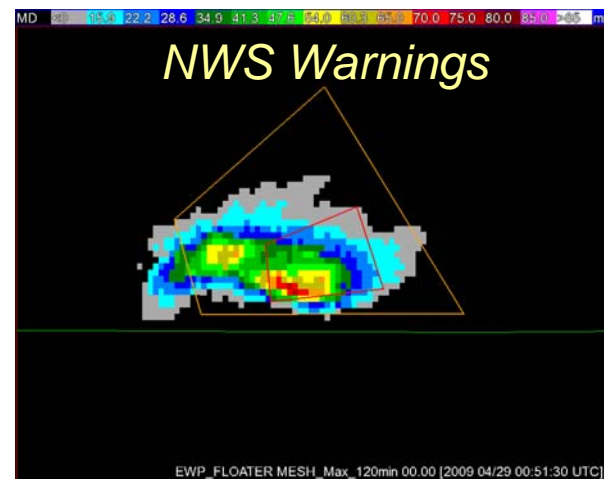 MD <0 15.9 22.2 28.6 34.9 41.3 47.6 54.0 60.3 65.0 70.0 75.0 80.0 85.0 >85 m
NWS Warnings
EWP_FLOATER MESH_Max_120min 00.00 [2009 04/29 00:51:30 UTC]